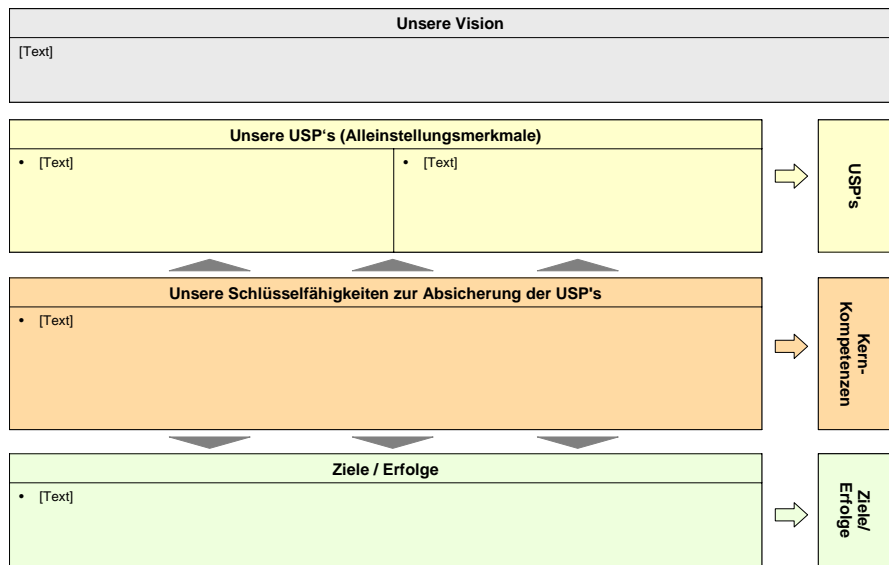 Unsere Vision
[Text]
Unsere USP‘s (Alleinstellungsmerkmale)
• [Text]
• [Text]
USP's
Unsere Schlüsselfähigkeiten zur Absicherung der USP's
• [Text]
Kern-
Kompetenzen
Ziele / Erfolge
• [Text]
Ziele/
Erfolge